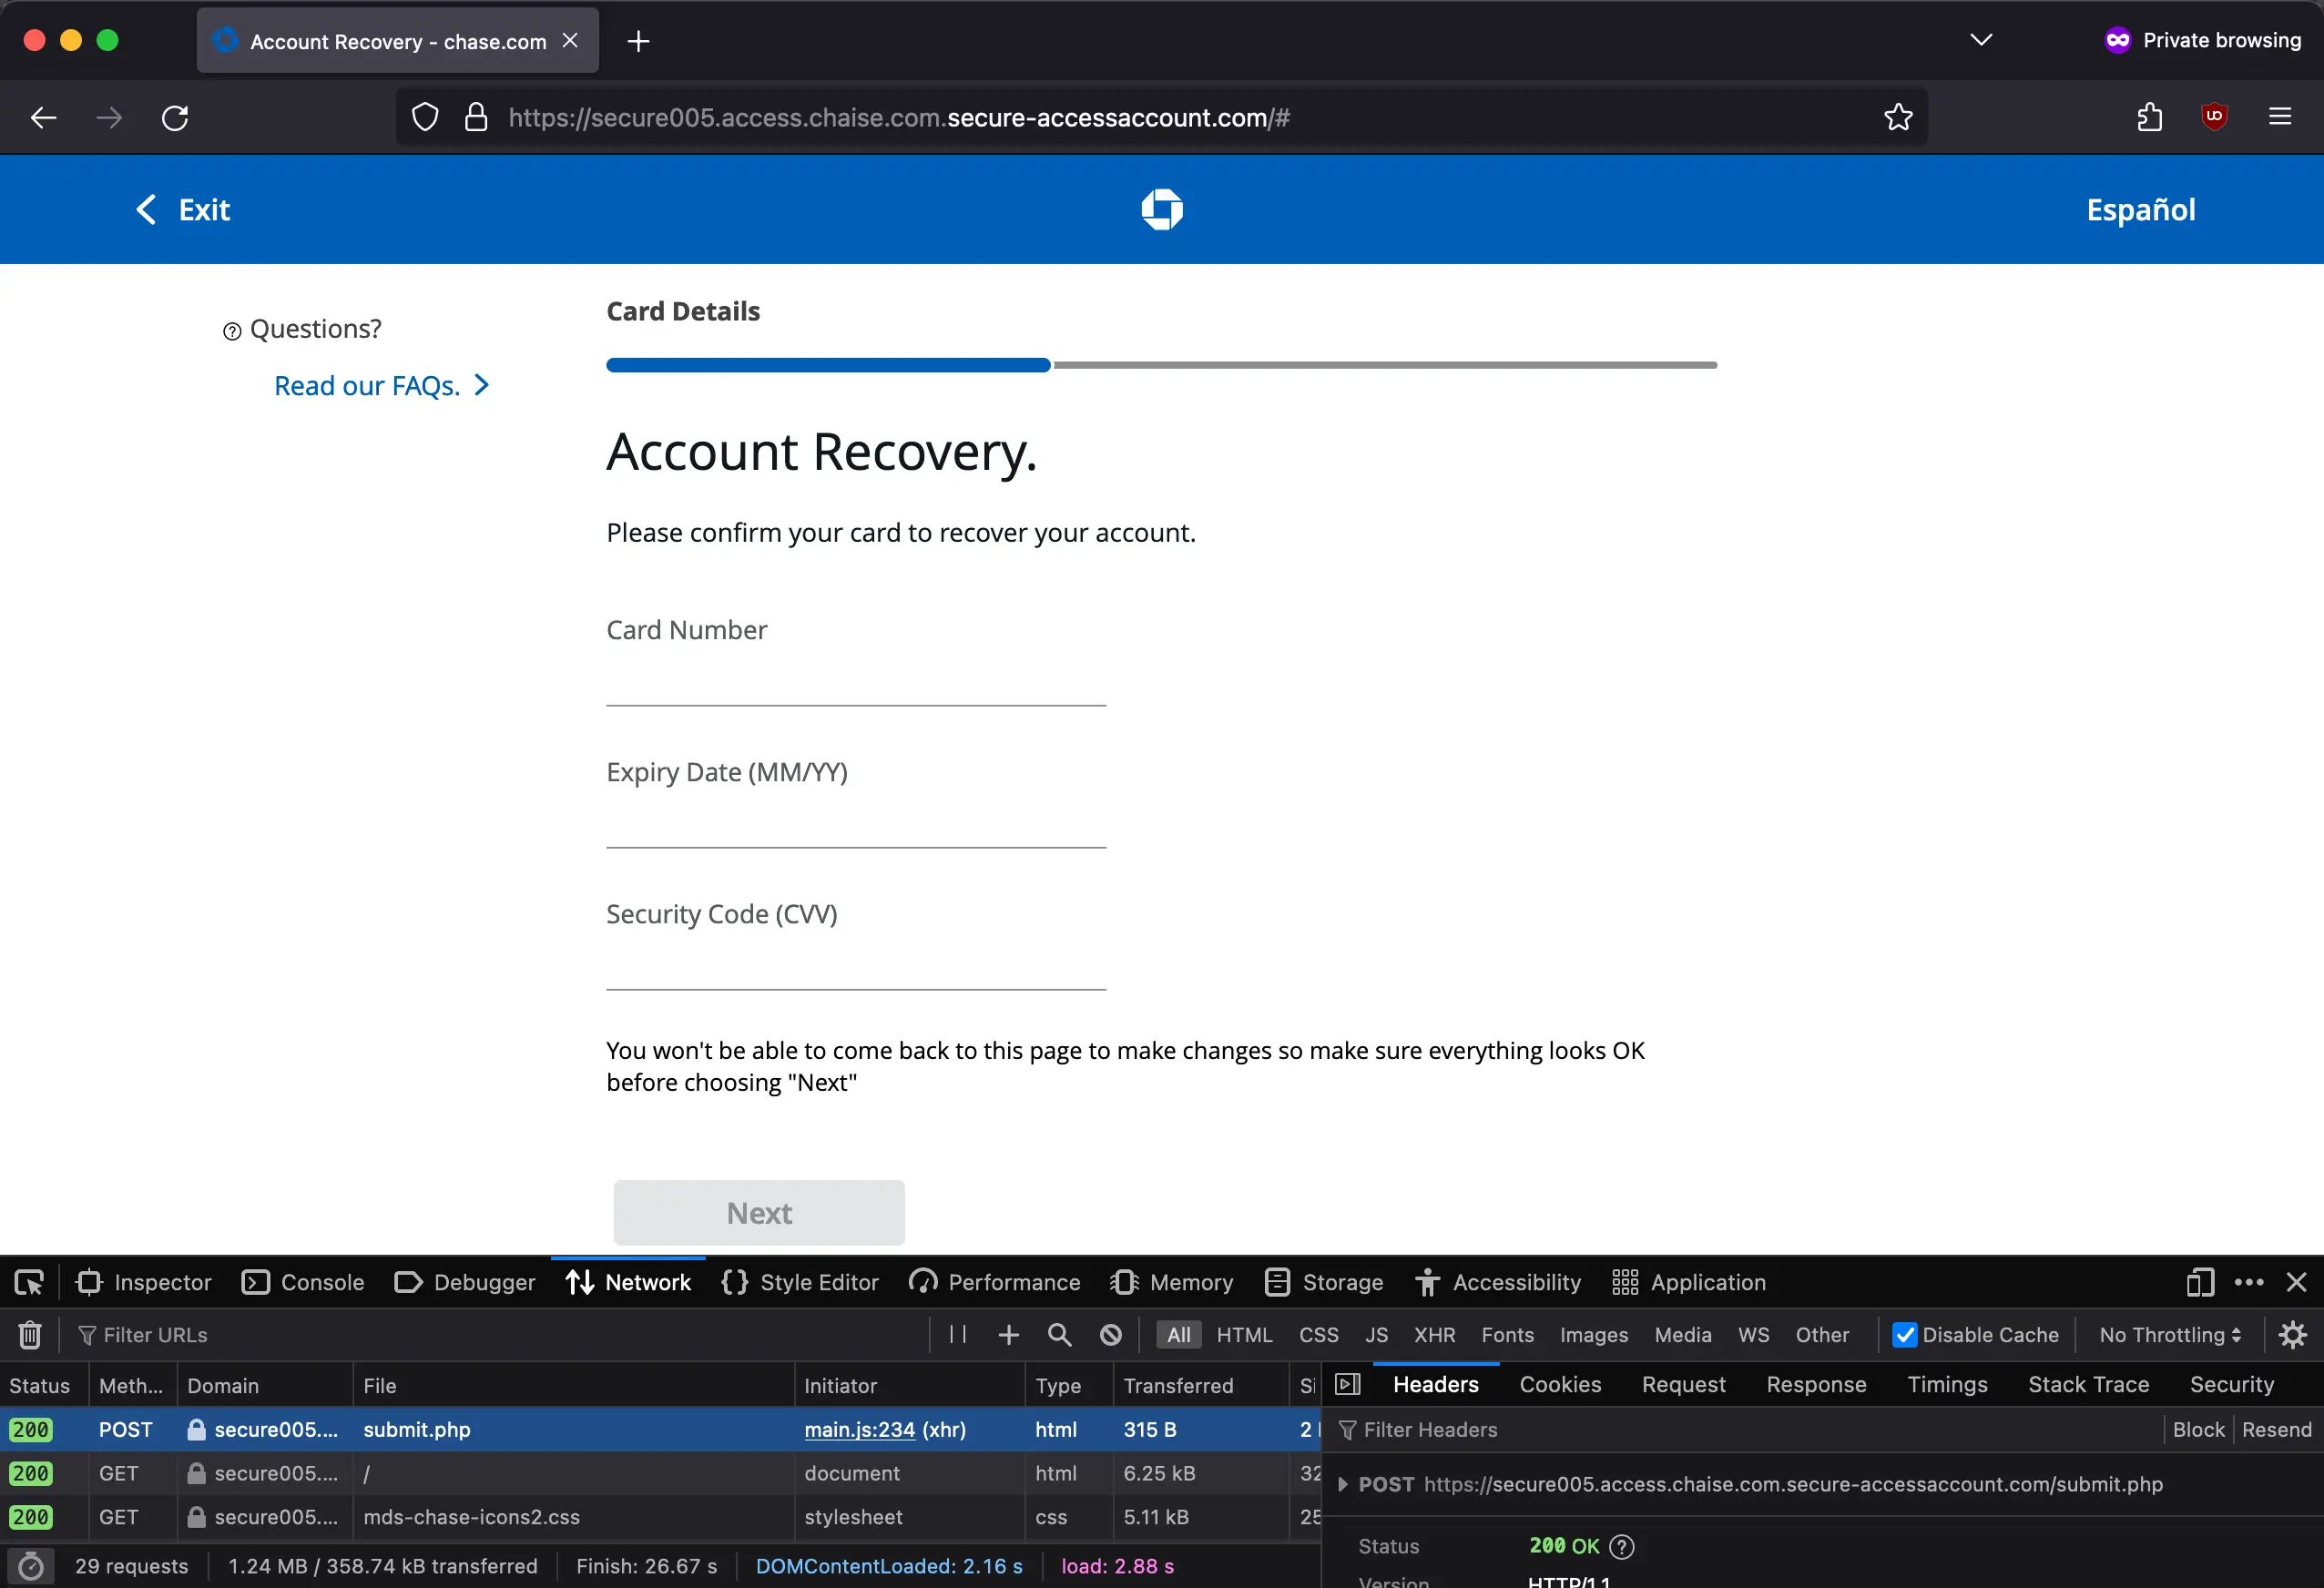 Account Recovery - chase.com
Private browsing
https://secure005.access.chaise.com.secure-accessaccount.com/#
Exit
Español
Questions?
Read our FAQs.
Card Details
Account Recovery.
Please confirm your card to recover your account.
Card Number
Expiry Date (MM/YY)
Security Code (CVV)
You won't be able to come back to this page to make changes so make sure everything looks OK
before choosing "Next"
Next
Inspector Console Debugger Network Style Editor Performance Memory Storage Accessibility Application
Filter URLs All HTML CSS JS XHR Fonts Images Media WS Other Disable Cache No Throttling
Status Meth... Domain File Initiator Type Transferred Si
200 POST secure005.... submit.php main.js:234 (xhr) html 315 B 2
200 GET secure005.... / document html 6.25 kB 32
200 GET secure005.... mds-chase-icons2.css stylesheet css 5.11 kB 25
29 requests 1.24 MB / 358.74 kB transferred Finish: 26.67 s DOMContentLoaded: 2.16 s load: 2.88 s
Headers Cookies Request Response Timings Stack Trace Security
Filter Headers Block Resend
POST https://secure005.access.chaise.com.secure-accessaccount.com/submit.php
Status 200 OK
Version HTTP/1.1